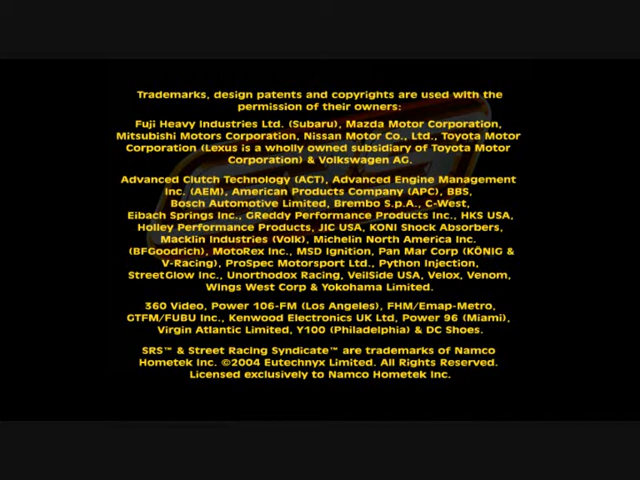 Trademarks, design patents and copyrights are used with the
permission of their owners:
Fuji Heavy Industries Ltd. (Subaru), Mazda Motor Corporation,
Mitsubishi Motors Corporation, Nissan Motor Co., Ltd., Toyota Motor
Corporation (Lexus is a wholly owned subsidiary of Toyota Motor
Corporation) & Volkswagen AG.
Advanced Clutch Technology (ACT), Advanced Engine Management
Inc. (AEM), American Products Company (APC), BBS,
Bosch Automotive Limited, Brembo S.p.A., C-West,
Eibach Springs Inc., GReddy Performance Products Inc., HKS USA,
Holley Performance Products, JIC USA, KONI Shock Absorbers,
Macklin Industries (Volk), Michelin North America Inc.
(BFGoodrich), MotoRex Inc., MSD Ignition, Pan Mar Corp (KÖNIG &
V-Racing), ProSpec Motorsport Ltd., Python Injection,
StreetGlow Inc., Unorthodox Racing, VeilSide USA, Velox, Venom,
Wings West Corp & Yokohama Limited.
360 Video, Power 106-FM (Los Angeles), FHM/Emap-Metro,
GTFM/FUBU Inc., Kenwood Electronics UK Ltd, Power 96 (Miami),
Virgin Atlantic Limited, Y100 (Philadelphia) & DC Shoes.
SRS™ & Street Racing Syndicate™ are trademarks of Namco
Hometek Inc. ©2004 Eutechnyx Limited. All Rights Reserved.
Licensed exclusively to Namco Hometek Inc.